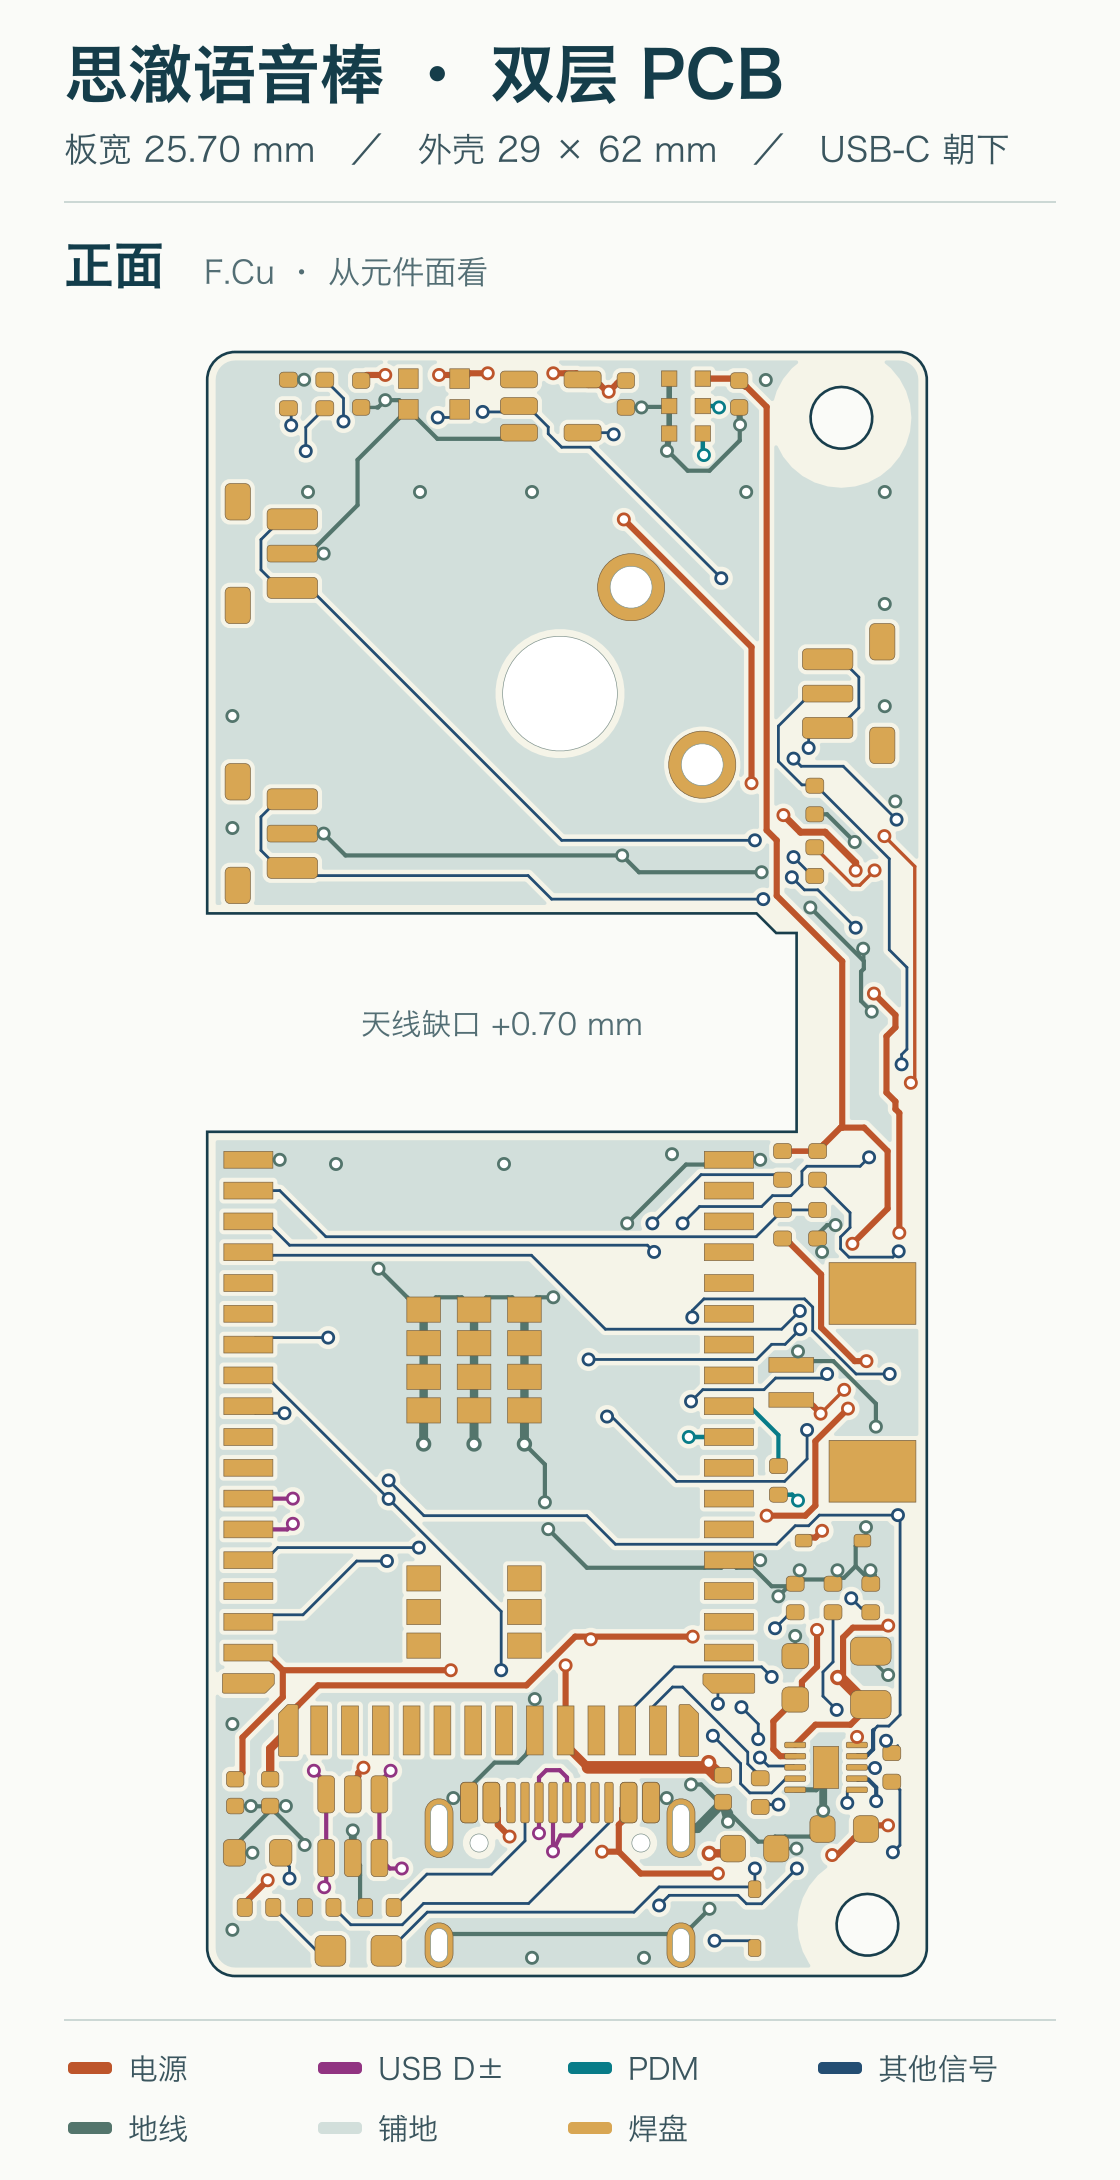 思澈语音棒 · 双层 PCB
板宽 25.70 mm ／ 外壳 29 × 62 mm ／ USB-C 朝下
正面 F.Cu · 从元件面看
天线缺口 +0.70 mm
电源 USB D± PDM 其他信号
地线 铺地 焊盘